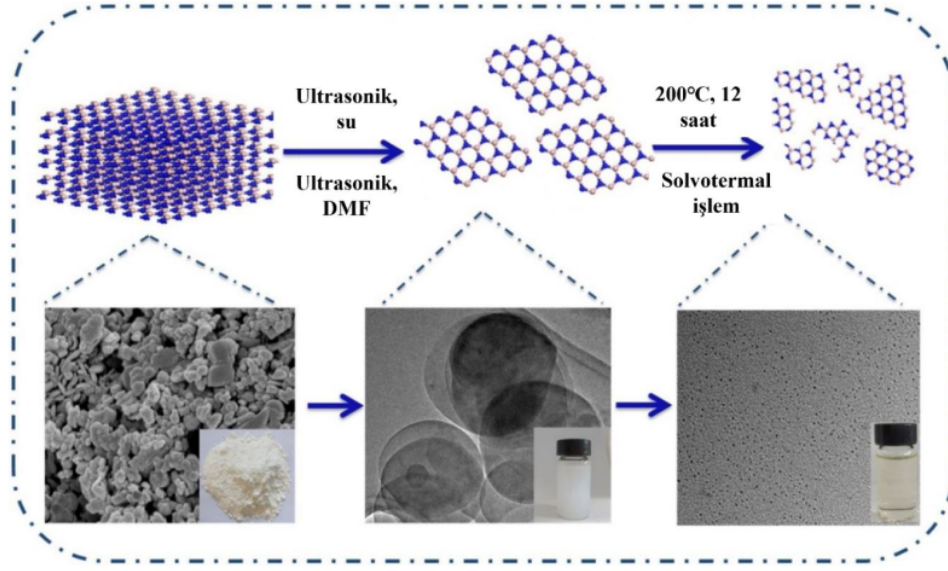 Ultrasonik,
su
Ultrasonik,
DMF
200°C, 12
saat
Solvotermal
işlem